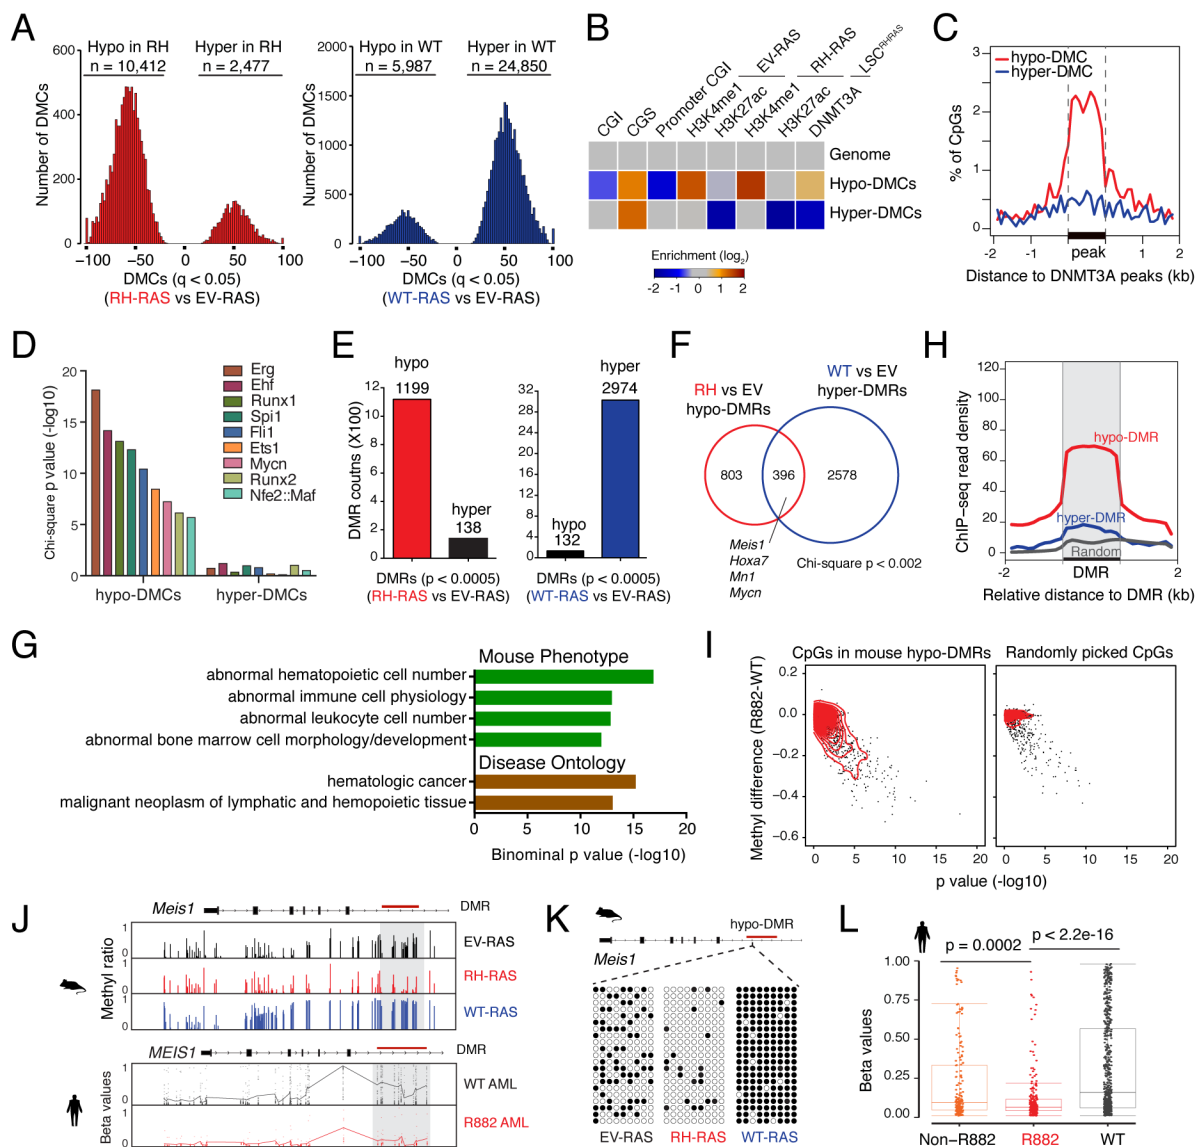 A
Hypo in RH
n = 10,412
Hyper in RH
n = 2,477
Number of DMCs
600
400
200
0
−100 −50 0 50 100
DMCs (q < 0.05)
(RH-RAS vs EV-RAS)
Hypo in WT
n = 5,987
Hyper in WT
n = 24,850
Number of DMCs
2000
1500
1000
500
0
−100 −50 0 50 100
DMCs (q < 0.05)
(WT-RAS vs EV-RAS)
B
EV-RAS
RH-RAS
LSC^RH/RAS
CGI
CGS
Promoter CGI
H3K4me1
H3K27ac
H3K4me1
H3K27ac
DNMT3A
Genome
Hypo-DMCs
Hyper-DMCs
Enrichment (log2)
-2 -1 0 1 2
C
hypo-DMC
hyper-DMC
% of CpGs
3
2
1
0
-2 -1 peak 1 2
Distance to DNMT3A peaks (kb)
D
Chi-square p value (-log10)
20
15
10
5
0
Erg
Ehf
Runx1
Spi1
Fli1
Ets1
Mycn
Runx2
Nfe2::Maf
hypo-DMCs
hyper-DMCs
E
DMR coutns (X100)
12
10
8
6
4
2
0
hypo
1199
hyper
138
DMRs (p < 0.0005)
(RH-RAS vs EV-RAS)
32
28
24
20
16
12
8
4
0
hypo
132
hyper
2974
DMRs (p < 0.0005)
(WT-RAS vs EV-RAS)
F
RH vs EV
hypo-DMRs
WT vs EV
hyper-DMRs
803 396 2578
Meis1
Hoxa7
Mn1
Mycn
Chi-square p < 0.002
H
ChIP−seq read density
120
100
80
60
40
20
0
hypo-DMR
hyper-DMR
Random
−2 DMR 2
Relative distance to DMR (kb)
G
Mouse Phenotype
abnormal hematopoietic cell number
abnormal immune cell physiology
abnormal leukocyte cell number
abnormal bone marrow cell morphology/development
Disease Ontology
hematologic cancer
malignant neoplasm of lymphatic and hemopoietic tissue
0 5 10 15 20
Binominal p value (-log10)
I
CpGs in mouse hypo-DMRs
Randomly picked CpGs
Methyl difference (R882-WT)
0.2
0.0
−0.2
−0.4
−0.6
0 5 10 15 20
0 5 10 15 20
p value (-log10)
J
Meis1
DMR
Methyl ratio
1
0
EV-RAS
1
0
RH-RAS
1
0
WT-RAS
MEIS1
DMR
Beta values
1
0
WT AML
1
0
R882 AML
K
hypo-DMR
Meis1
EV-RAS RH-RAS WT-RAS
L
p = 0.0002
p < 2.2e-16
Beta values
1.00
0.75
0.50
0.25
0.00
Non−R882 R882 WT